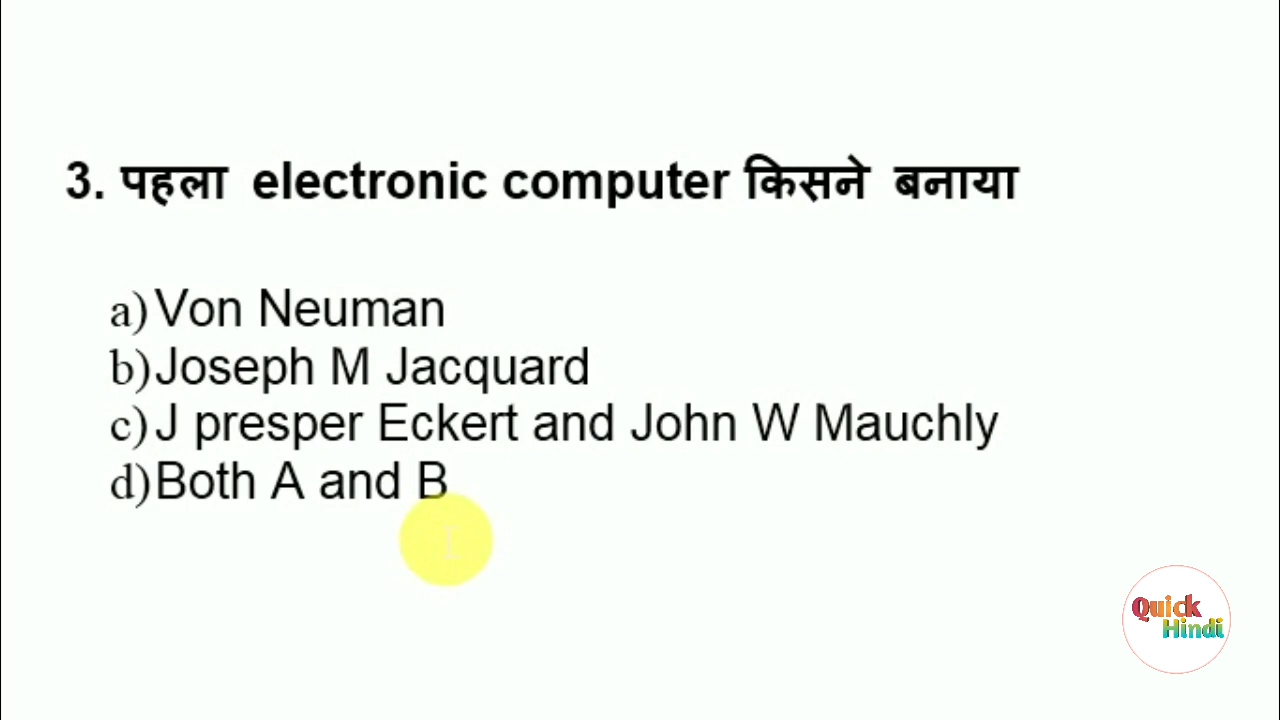 3. पहला electronic computer किसने बनाया
a) Von Neuman
b) Joseph M Jacquard
c) J presper Eckert and John W Mauchly
d) Both A and B
Quick
Hindi